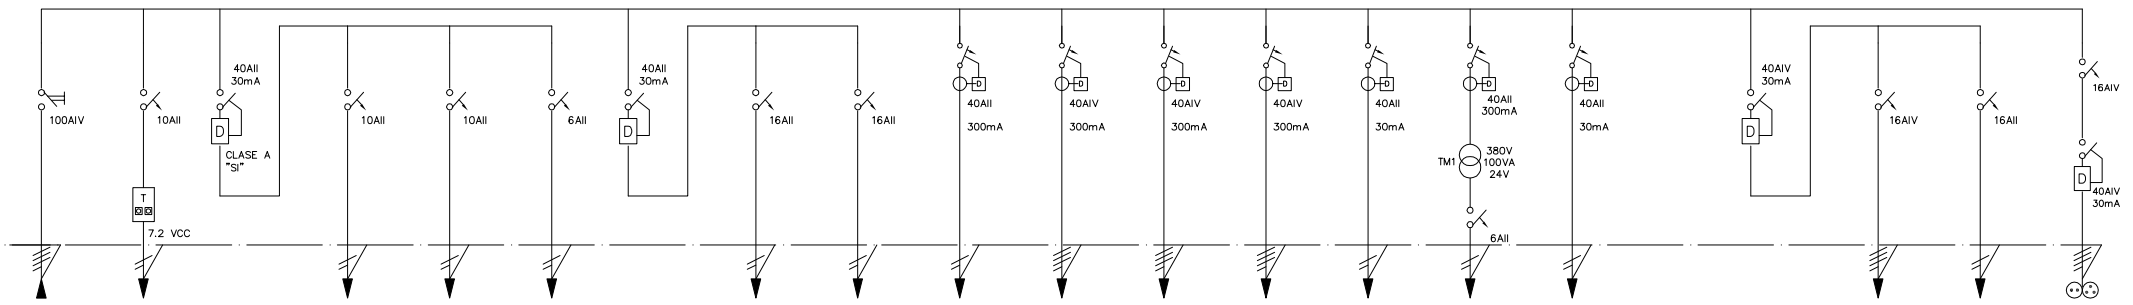 100AIV
10AII
T
7.2 VCC
40AII
30mA
D
CLASE A
"SI"
10AII
10AII
6AII
40AII
30mA
D
16AII
16AII
D
40AII
300mA
D
40AIV
300mA
D
40AIV
300mA
D
40AIV
300mA
D
40AII
30mA
D
40AII
300mA
TM1
380V
100VA
24V
6AII
D
40AII
30mA
40AIV
30mA
D
16AIV
16AII
16AIV
D
40AIV
30mA